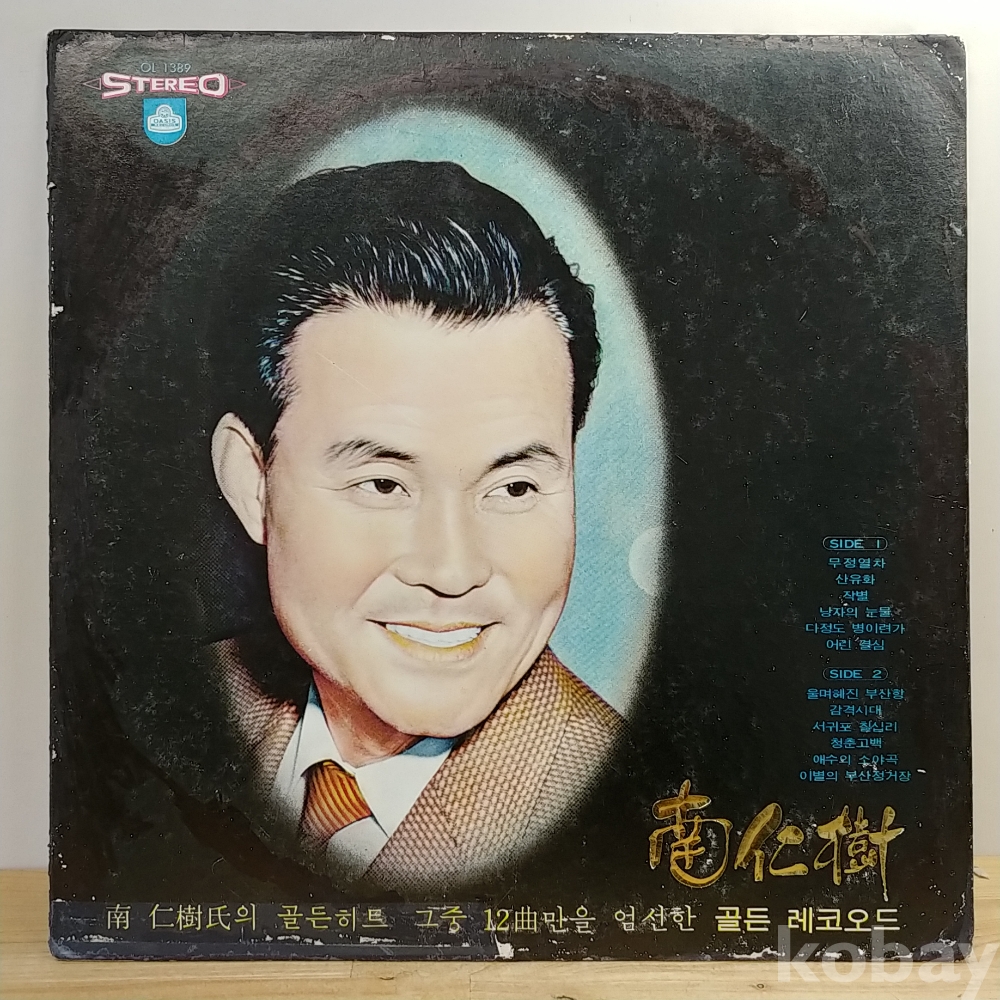 OL 1389
STEREO
OASIS
SIDE 1
무정열차
산유화
작별
낭자의 눈물
다정도 병이련가
어린 열심
SIDE 2
울며헤진 부산항
감격시대
서귀포 칠십리
청춘고백
애수의 소야곡
이별의 부산정거장
南仁樹
南 仁樹氏의 골든히트 그중 12曲만을 엄선한 골든 레코오드
kobay